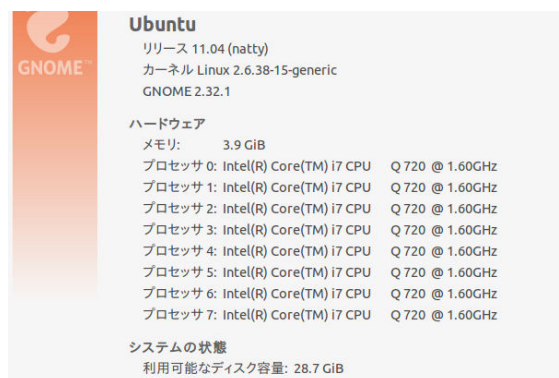 GNOME™
Ubuntu
リリース 11.04 (natty)
カーネル Linux 2.6.38-15-generic
GNOME 2.32.1
ハードウェア
メモリ: 3.9 GiB
プロセッサ 0: Intel(R) Core(TM) i7 CPU Q 720 @ 1.60GHz
プロセッサ 1: Intel(R) Core(TM) i7 CPU Q 720 @ 1.60GHz
プロセッサ 2: Intel(R) Core(TM) i7 CPU Q 720 @ 1.60GHz
プロセッサ 3: Intel(R) Core(TM) i7 CPU Q 720 @ 1.60GHz
プロセッサ 4: Intel(R) Core(TM) i7 CPU Q 720 @ 1.60GHz
プロセッサ 5: Intel(R) Core(TM) i7 CPU Q 720 @ 1.60GHz
プロセッサ 6: Intel(R) Core(TM) i7 CPU Q 720 @ 1.60GHz
プロセッサ 7: Intel(R) Core(TM) i7 CPU Q 720 @ 1.60GHz
システムの状態
利用可能なディスク容量: 28.7 GiB